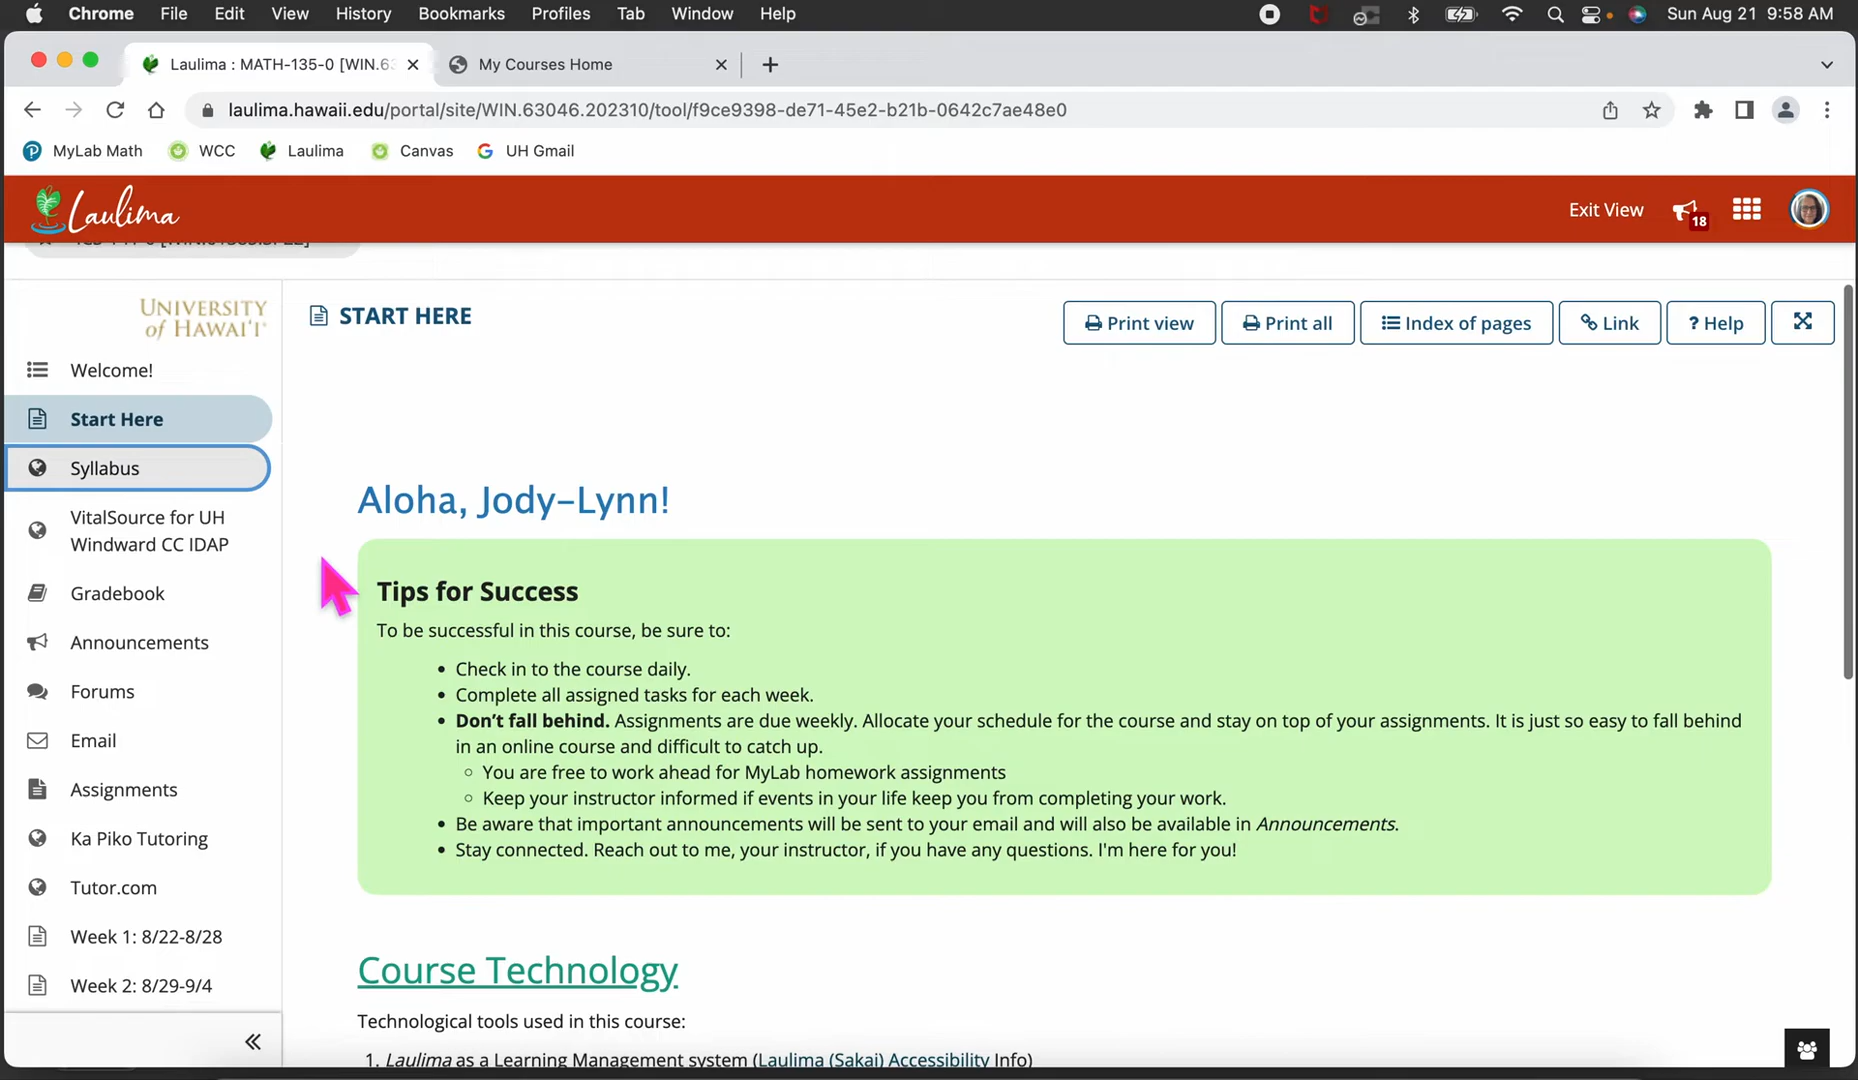 Chrome File Edit View History Bookmarks Profiles Tab Window Help Sun Aug 21 9:58 AM
Laulima : MATH-135-0 [WIN.63 My Courses Home
laulima.hawaii.edu/portal/site/WIN.63046.202310/tool/f9ce9398-de71-45e2-b21b-0642c7ae48e0
MyLab Math WCC Laulima Canvas UH Gmail
Laulima Exit View 18
UNIVERSITY
of HAWAI'I®
START HERE Print view Print all Index of pages Link ? Help
Welcome!
Start Here
Syllabus
VitalSource for UH
Windward CC IDAP
Gradebook
Announcements
Forums
Email
Assignments
Ka Piko Tutoring
Tutor.com
Week 1: 8/22-8/28
Week 2: 8/29-9/4
Aloha, Jody-Lynn!
Tips for Success
To be successful in this course, be sure to:
• Check in to the course daily.
• Complete all assigned tasks for each week.
• Don't fall behind. Assignments are due weekly. Allocate your schedule for the course and stay on top of your assignments. It is just so easy to fall behind
in an online course and difficult to catch up.
◦ You are free to work ahead for MyLab homework assignments
◦ Keep your instructor informed if events in your life keep you from completing your work.
• Be aware that important announcements will be sent to your email and will also be available in Announcements.
• Stay connected. Reach out to me, your instructor, if you have any questions. I'm here for you!
Course Technology
Technological tools used in this course:
1. Laulima as a Learning Management system (Laulima (Sakai) Accessibility Info)